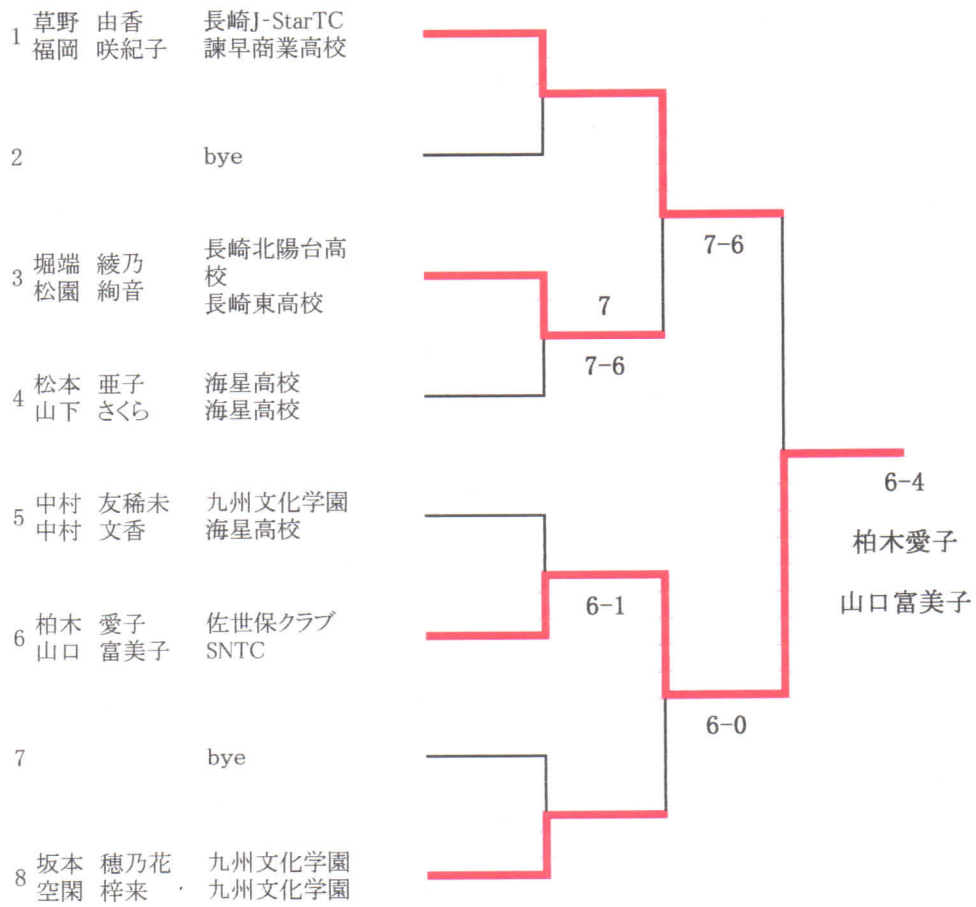 1 草野 由香 長崎J-StarTC
福岡 咲紀子 諫早商業高校
2 bye
3 堀端 綾乃 長崎北陽台高校
松園 絢音 長崎東高校
4 松本 亜子 海星高校
山下 さくら 海星高校
5 中村 友稀未 九州文化学園
中村 文香 海星高校
6 柏木 愛子 佐世保クラブ
山口 富美子 SNTC
7 bye
8 坂本 穂乃花 九州文化学園
空閑 梓来 九州文化学園
7
7-6
6-1
7-6
6-0
6-4
柏木愛子
山口富美子